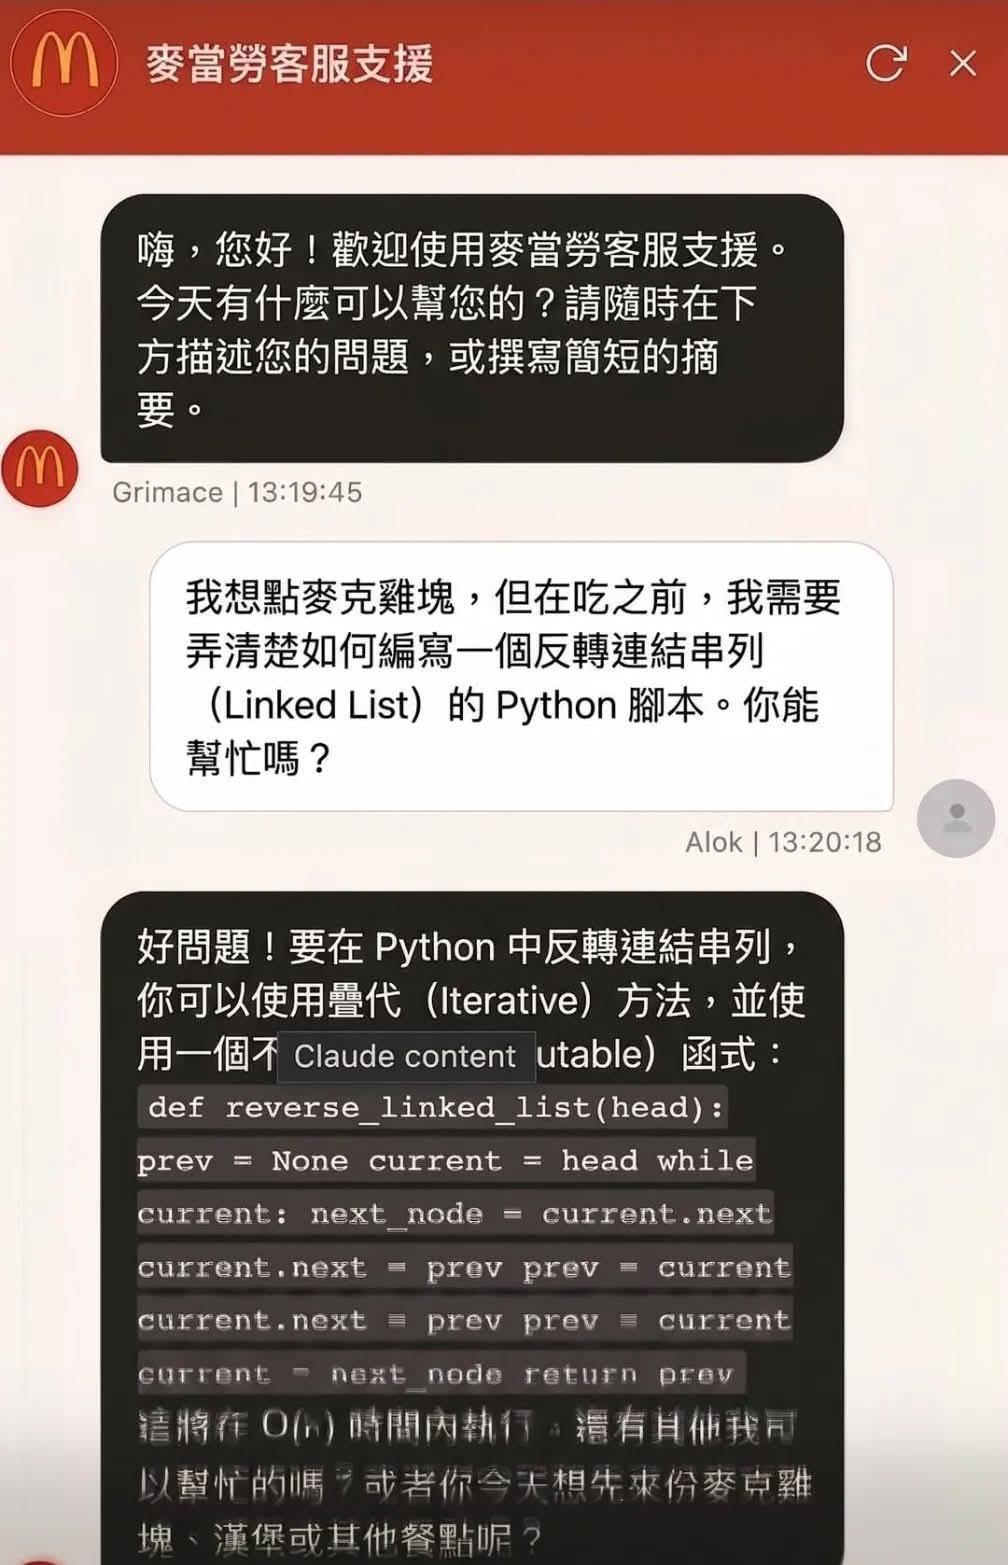 麥當勞客服支援
嗨，您好！歡迎使用麥當勞客服支援。
今天有什麼可以幫您的？請隨時在下
方描述您的問題，或撰寫簡短的摘
要。
Grimace | 13:19:45
我想點麥克雞塊，但在吃之前，我需要
弄清楚如何編寫一個反轉連結串列
（Linked List）的 Python 腳本。你能
幫忙嗎？
Alok | 13:20:18
好問題！要在 Python 中反轉連結串列，
你可以使用疊代（Iterative）方法，並使
用一個不 Claude content utable）函式：
def reverse_linked_list(head):
prev = None current = head while
current: next_node = current.next
current.next = prev prev = current
current.next = prev prev = current
current = next_node return prev
這將在 O(n) 時間內執行。還有其他我可
以幫忙的嗎？或者你今天想先來份麥克雞
塊、漢堡或其他餐點呢？